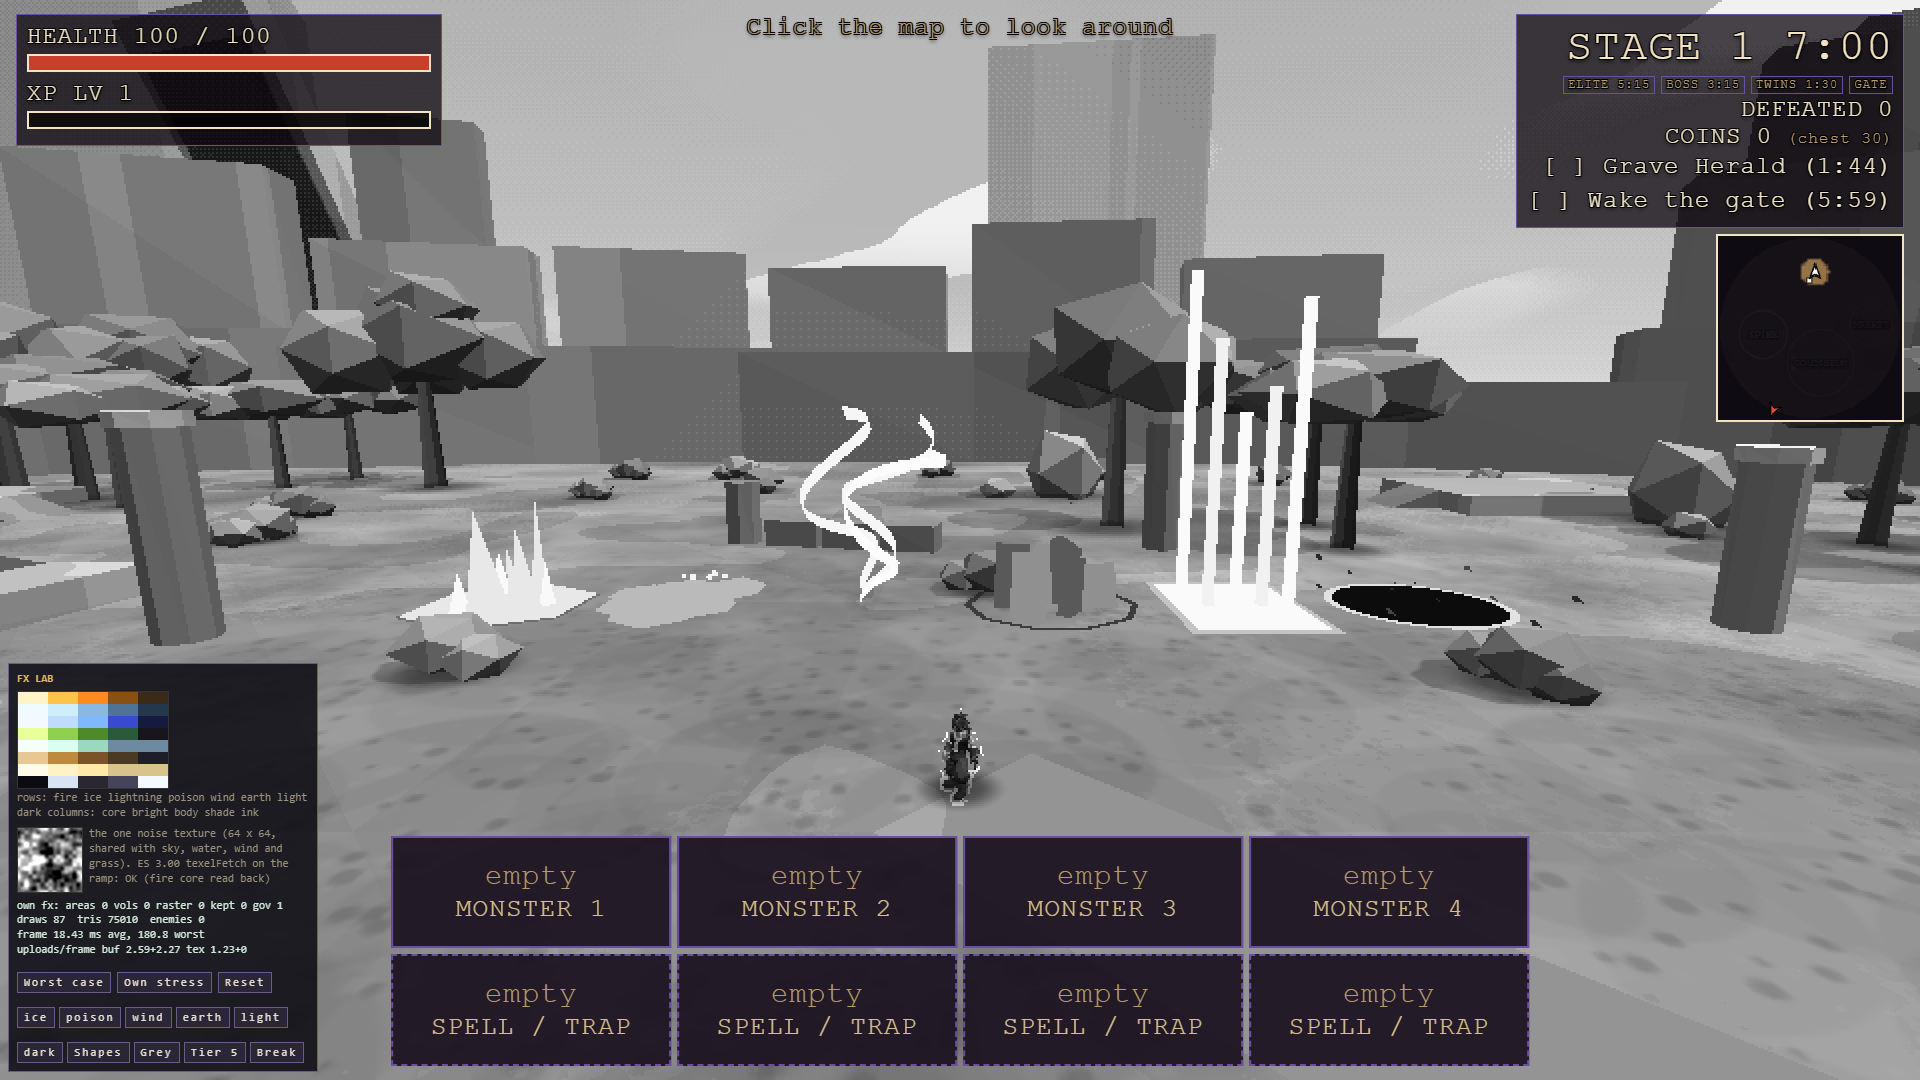 HEALTH 100 / 100
XP LV 1
Click the map to look around
STAGE 1 7:00
ELITE 5:15 BOSS 3:15 TWINS 1:30 GATE
DEFEATED 0
COINS 0 (chest 30)
[ ] Grave Herald (1:44)
[ ] Wake the gate (5:59)
FX LAB
rows: fire ice lightning poison wind earth light
dark columns: core bright body shade ink
the one noise texture (64 x 64,
shared with sky, water, wind and
grass). ES 3.00 texelFetch on the
ramp: OK (fire core read back)
own fx: areas 0 vols 0 raster 0 kept 0 gov 1
draws 87 tris 75010 enemies 0
frame 18.43 ms avg, 180.8 worst
uploads/frame buf 2.59+2.27 tex 1.23+0
Worst case Own stress Reset
ice poison wind earth light
dark Shapes Grey Tier 5 Break
empty empty empty empty
MONSTER 1 MONSTER 2 MONSTER 3 MONSTER 4
empty empty empty empty
SPELL / TRAP SPELL / TRAP SPELL / TRAP SPELL / TRAP